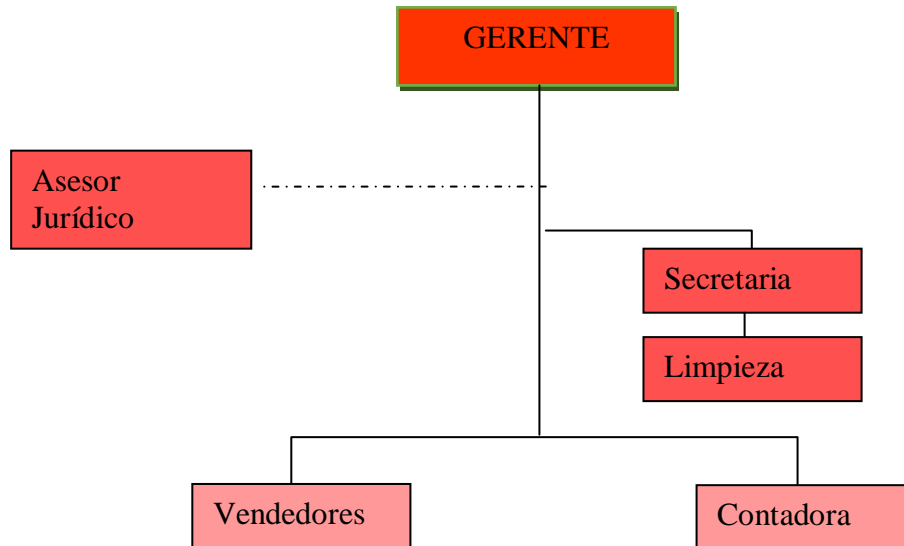 GERENTE
Asesor
Jurídico
Secretaria
Limpieza
Vendedores
Contadora